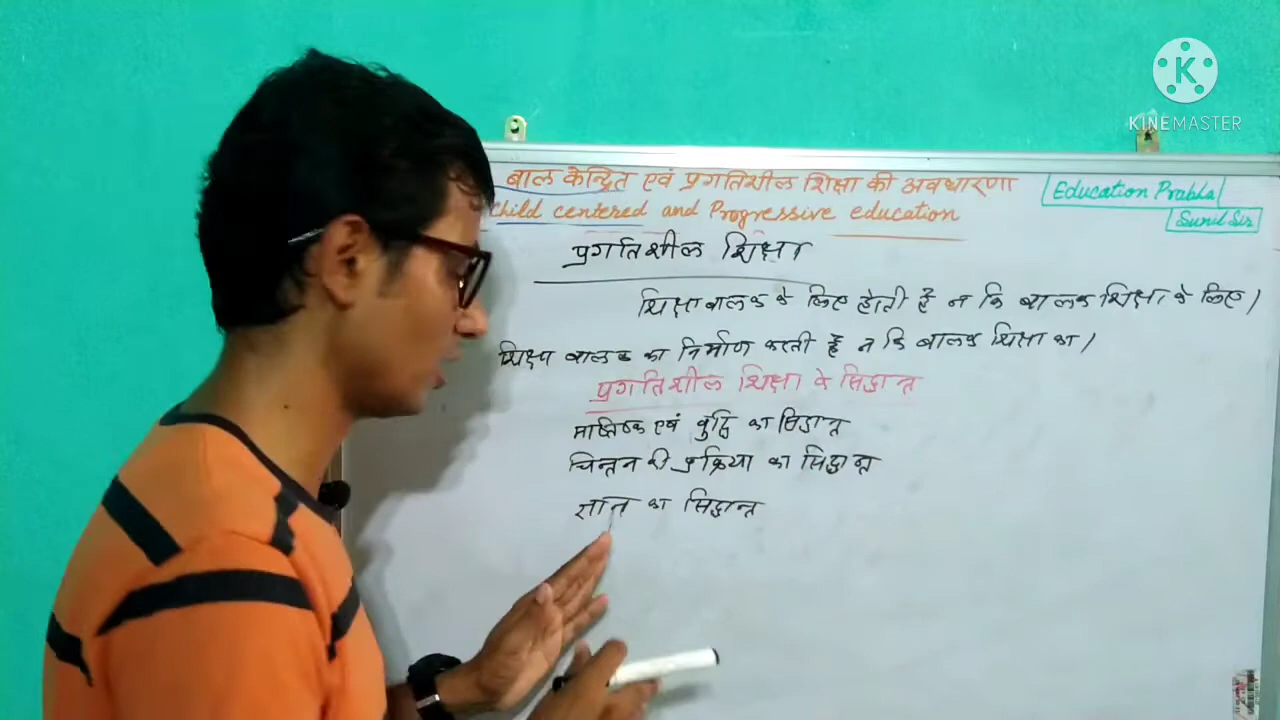 KINEMASTER
बाल केन्द्रित एवं प्रगतिशील शिक्षा की अवधारणा
Education Prabha
child centered and Progressive education
Sunil Sir
प्रगतिशील शिक्षा
शिक्षा बालक के लिए होती है न कि बालक शिक्षा के लिए।
शिक्षा बालक का निर्माण करती है न कि बालक शिक्षा का।
प्रगतिशील शिक्षा के सिद्धान्त
मस्तिष्क एवं बुद्धि का सिद्धान्त
चिन्तन की प्रक्रिया का सिद्धान्त
ज्ञान का सिद्धान्त